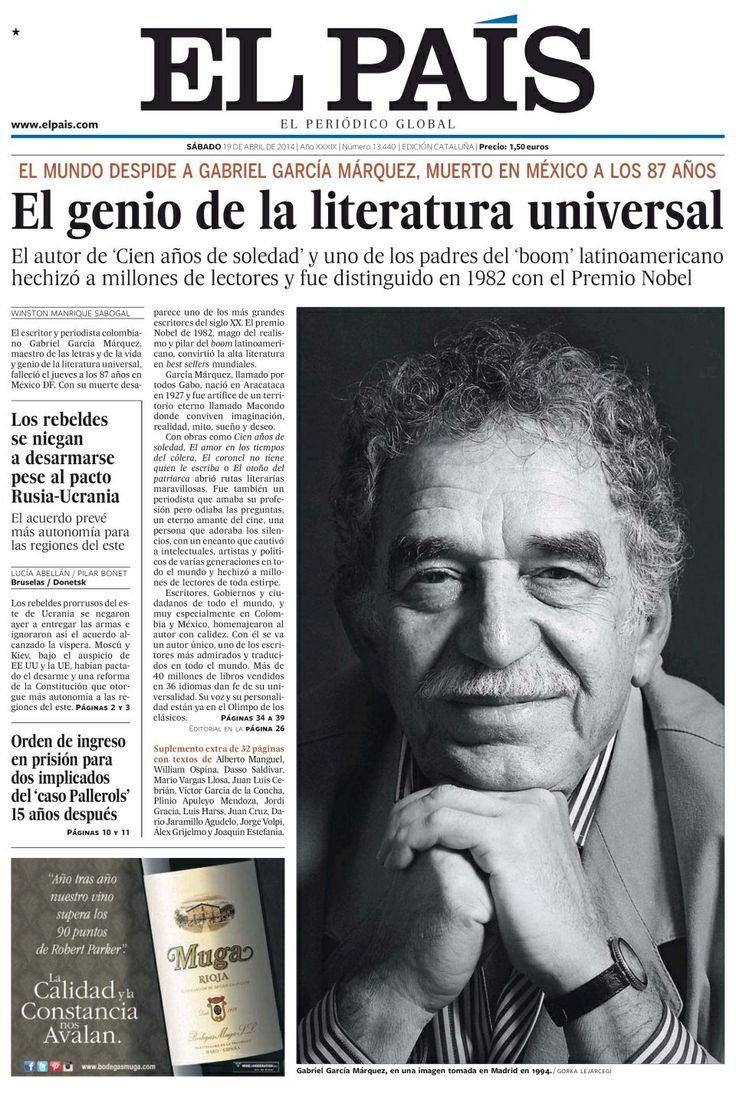 ★
EL PAÍS
www.elpais.com
EL PERIÓDICO GLOBAL
SÁBADO 19 DE ABRIL DE 2014 | Año XXXIX | Número 13.440 | EDICIÓN CATALUÑA | Precio: 1,50 euros
EL MUNDO DESPIDE A GABRIEL GARCÍA MÁRQUEZ, MUERTO EN MÉXICO A LOS 87 AÑOS
El genio de la literatura universal
El autor de ‘Cien años de soledad’ y uno de los padres del ‘boom’ latinoamericano
hechizó a millones de lectores y fue distinguido en 1982 con el Premio Nobel
WINSTON MANRIQUE SABOGAL
El escritor y periodista colombia-
no Gabriel García Márquez,
maestro de las letras y de la vida
y genio de la literatura universal,
falleció el jueves a los 87 años en
México DF. Con su muerte desa-
parece uno de los más grandes
escritores del siglo XX. El premio
Nobel de 1982, mago del realis-
mo y pilar del boom latinoameri-
cano, convirtió la alta literatura
en best sellers mundiales.
García Márquez, llamado por
todos Gabo, nació en Aracataca
en 1927 y fue artífice de un terri-
torio eterno llamado Macondo
donde conviven imaginación,
realidad, mito, sueño y deseo.
Con obras como Cien años de
soledad, El amor en los tiempos
del cólera, El coronel no tiene
quien le escriba o El otoño del
patriarca abrió rutas literarias
maravillosas. Fue también un
periodista que amaba su profe-
sión pero odiaba las preguntas,
un eterno amante del cine, una
persona que adoraba los silen-
cios, con un encanto que cautivó
a intelectuales, artistas y políti-
cos de varias generaciones en to-
do el mundo y hechizó a millo-
nes de lectores de toda estirpe.
Escritores, Gobiernos y ciu-
dadanos de todo el mundo, y
muy especialmente en Colom-
bia y México, homenajearon al
autor con calidez. Con él se va
un autor único, uno de los escri-
tores más admirados y traduci-
dos en todo el mundo. Más de
40 millones de libros vendidos
en 36 idiomas dan fe de su uni-
versalidad. Su voz y su personali-
dad están ya en el Olimpo de los
clásicos. PÁGINAS 34 A 39
EDITORIAL EN LA PÁGINA 26
Suplemento extra de 32 páginas
con textos de Alberto Manguel,
William Ospina, Dasso Saldívar,
Mario Vargas Llosa, Juan Luis Ce-
brián, Víctor García de la Concha,
Plinio Apuleyo Mendoza, Jordi
Gracia, Luis Harss, Juan Cruz, Da-
río Jaramillo Agudelo, Jorge Volpi,
Álex Grijelmo y Joaquín Estefanía.
Los rebeldes
se niegan
a desarmarse
pese al pacto
Rusia-Ucrania
El acuerdo prevé
más autonomía para
las regiones del este
LUCÍA ABELLÁN / PILAR BONET
Bruselas / Donetsk
Los rebeldes prorrusos del es-
te de Ucrania se negaron
ayer a entregar las armas e
ignoraron así el acuerdo al-
canzado la víspera. Moscú y
Kiev, bajo el auspicio de
EE UU y la UE, habían pacta-
do el desarme y una reforma
de la Constitución que otor-
gue más autonomía a las re-
giones del este. PÁGINAS 2 Y 3
Orden de ingreso
en prisión para
dos implicados
del ‘caso Pallerols’
15 años después
PÁGINAS 10 Y 11
“Año tras año
nuestro vino
supera los
90 puntos
de Robert Parker”.
La
Calidad y la
Constancia
nos
Avalan.
www.bodegasmuga.com
Muga
RIOJA
Bodegas Muga S.L.
HARO - ESPAÑA
Gabriel García Márquez, en una imagen tomada en Madrid en 1994. / GORKA LEJARCEGI